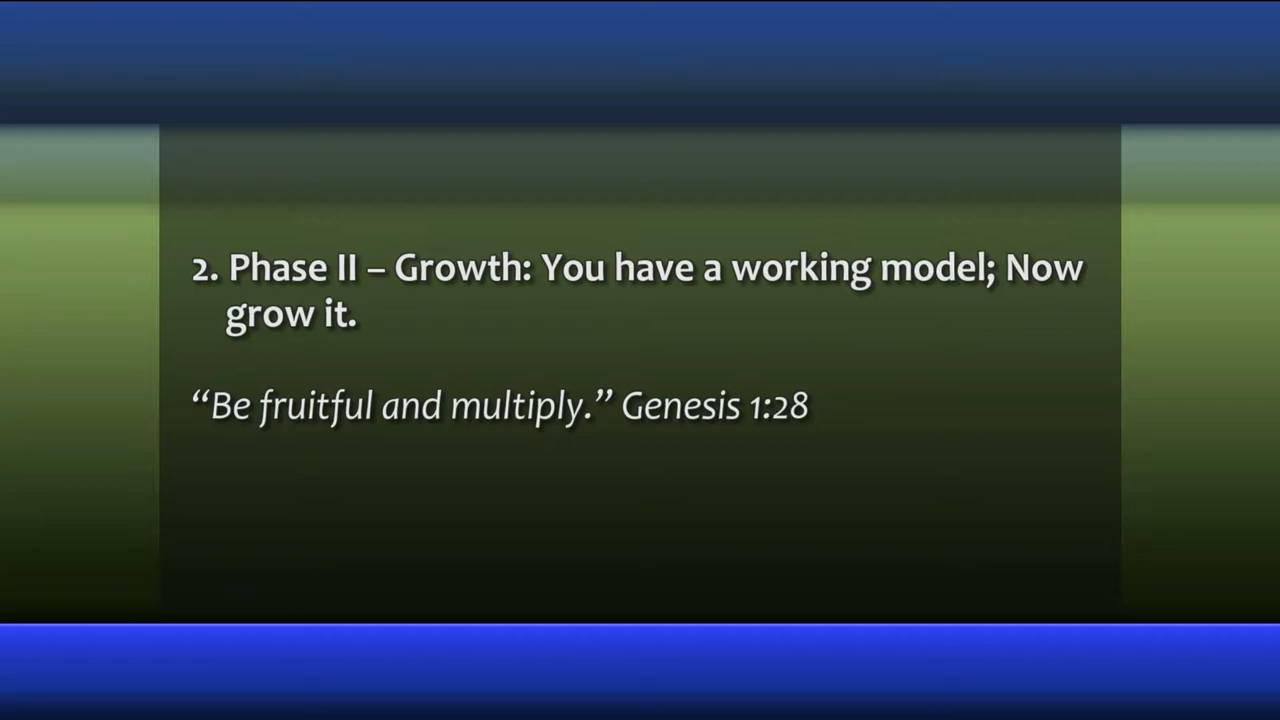 2. Phase II – Growth: You have a working model; Now
grow it.
“Be fruitful and multiply.” Genesis 1:28